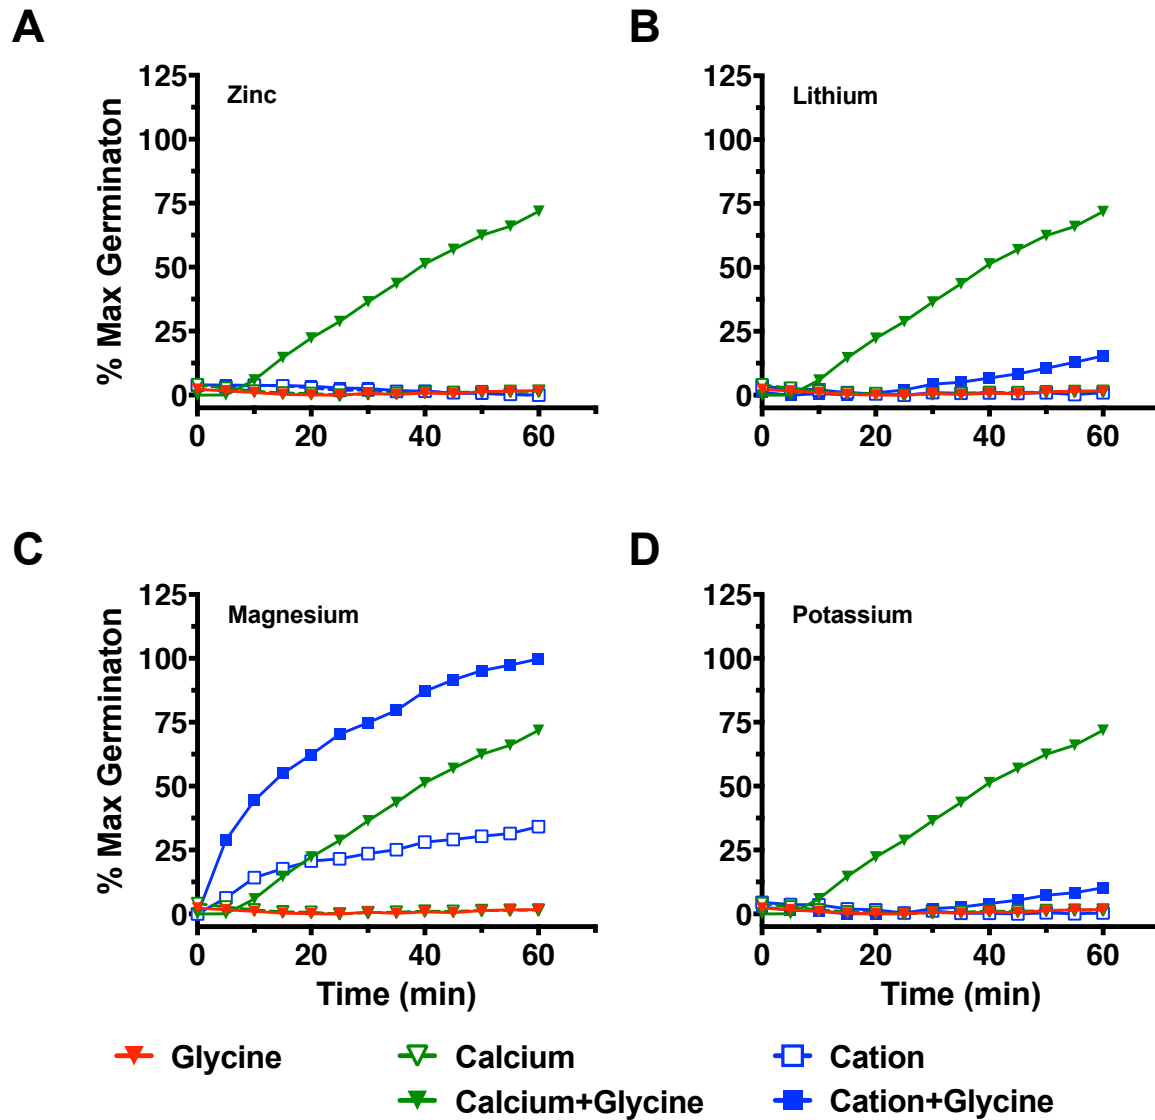 A
B
Zinc
Lithium
% Max Germinaton
125
100
75
50
25
0
0 20 40 60
125
100
75
50
25
0
0 20 40 60
C
D
Magnesium
Potassium
% Max Germinaton
125
100
75
50
25
0
0 20 40 60
Time (min)
125
100
75
50
25
0
0 20 40 60
Time (min)
Glycine
Calcium
Cation
Calcium+Glycine
Cation+Glycine